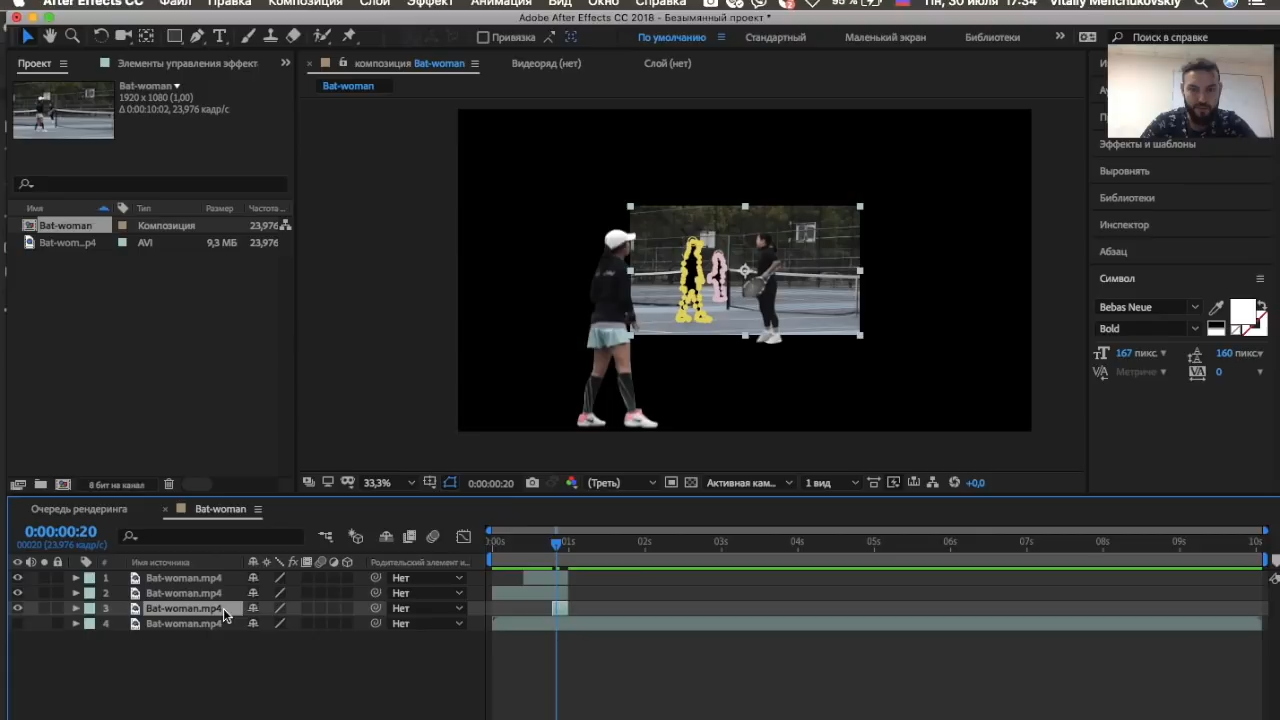 After Effects CC Файл Правка Композиция Слои Эффект Анимация Вид Окно Справка 95 % Пн, 30 июля 17:34 Vitaliy Menchukovskiy
Adobe After Effects CC 2018 - Безымянный проект *
Привязка По умолчанию Стандартный Маленький экран Библиотеки Поиск в справке
Проект Элементы управления эффект
композиция Bat-woman Видеоряд (нет) Слой (нет)
Bat-woman
1920 x 1080 (1,00)
Δ 0:00:10:02, 23,976 кадр/с
Bat-woman
Имя Тип Размер Частота ...
Bat-woman Композиция 23,976
Bat-wom...p4 AVI 9,3 МБ 23,976
Эффекты и шаблоны
Выровнять
Библиотеки
Инспектор
Абзац
Символ
Bebas Neue
Bold
167 пикс. 160 пикс
Метриче 0
8 бит на канал
33,3% 0:00:00:20 (Треть) Активная кам... 1 вид +0,0
Очередь рендеринга Bat-woman
0:00:00:20
00020 (23.976 кадр/с)
# Имя источника Родительский элемент и...
0:00s 01s 02s 03s 04s 05s 06s 07s 08s 09s 10s
1 Bat-woman.mp4 Нет
2 Bat-woman.mp4 Нет
3 Bat-woman.mp4 Нет
4 Bat-woman.mp4 Нет